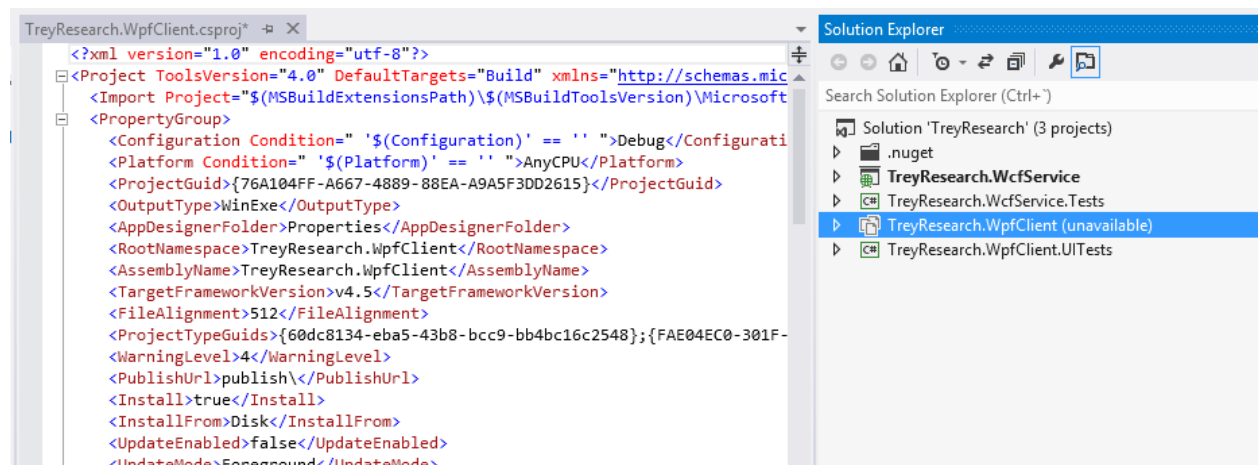 TreyResearch.WpfClient.csproj*
<?xml version="1.0" encoding="utf-8"?>
<Project ToolsVersion="4.0" DefaultTargets="Build" xmlns="http://schemas.mic
<Import Project="$(MSBuildExtensionsPath)\$(MSBuildToolsVersion)\Microsoft
<PropertyGroup>
<Configuration Condition=" '$(Configuration)' == '' ">Debug</Configurati
<Platform Condition=" '$(Platform)' == '' ">AnyCPU</Platform>
<ProjectGuid>{76A104FF-A667-4889-88EA-A9A5F3DD2615}</ProjectGuid>
<OutputType>WinExe</OutputType>
<AppDesignerFolder>Properties</AppDesignerFolder>
<RootNamespace>TreyResearch.WpfClient</RootNamespace>
<AssemblyName>TreyResearch.WpfClient</AssemblyName>
<TargetFrameworkVersion>v4.5</TargetFrameworkVersion>
<FileAlignment>512</FileAlignment>
<ProjectTypeGuids>{60dc8134-eba5-43b8-bcc9-bb4bc16c2548};{FAE04EC0-301F-
<WarningLevel>4</WarningLevel>
<PublishUrl>publish\</PublishUrl>
<Install>true</Install>
<InstallFrom>Disk</InstallFrom>
<UpdateEnabled>false</UpdateEnabled>
<UpdateMode>Foreground</UpdateMode>
Solution Explorer
Search Solution Explorer (Ctrl+`)
Solution 'TreyResearch' (3 projects)
.nuget
TreyResearch.WcfService
C# TreyResearch.WcfService.Tests
TreyResearch.WpfClient (unavailable)
C# TreyResearch.WpfClient.UITests